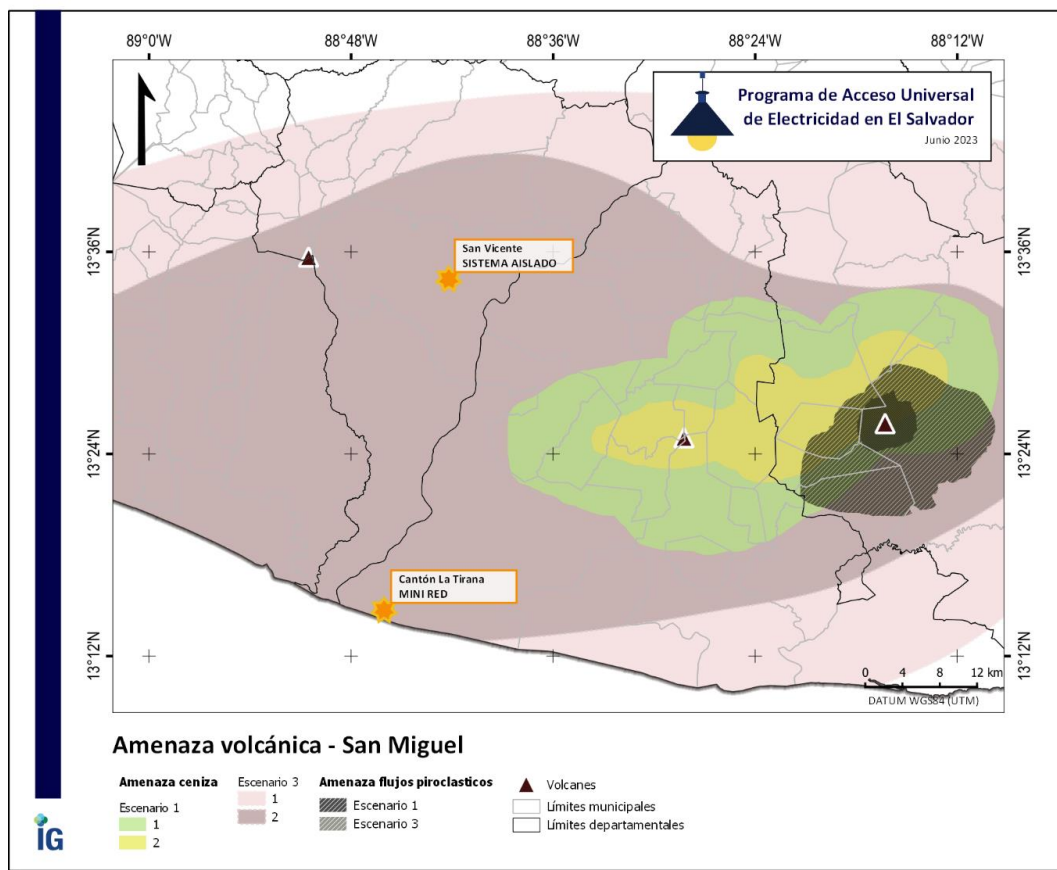 89°0'W 88°48'W 88°36'W 88°24'W 88°12'W
Programa de Acceso Universal
de Electricidad en El Salvador
Junio 2023
13°36'N 13°36'N
San Vicente
SISTEMA AISLADO
13°24'N 13°24'N
Cantón La Tirana
MINI RED
13°12'N 13°12'N
0 4 8 12 km
DATUM WGS84 (UTM)
Amenaza volcánica - San Miguel
Amenaza ceniza
Escenario 1
1
2
Escenario 3
1
2
Amenaza flujos piroclasticos
Escenario 1
Escenario 3
Volcanes
Límites municipales
Límites departamentales
iG